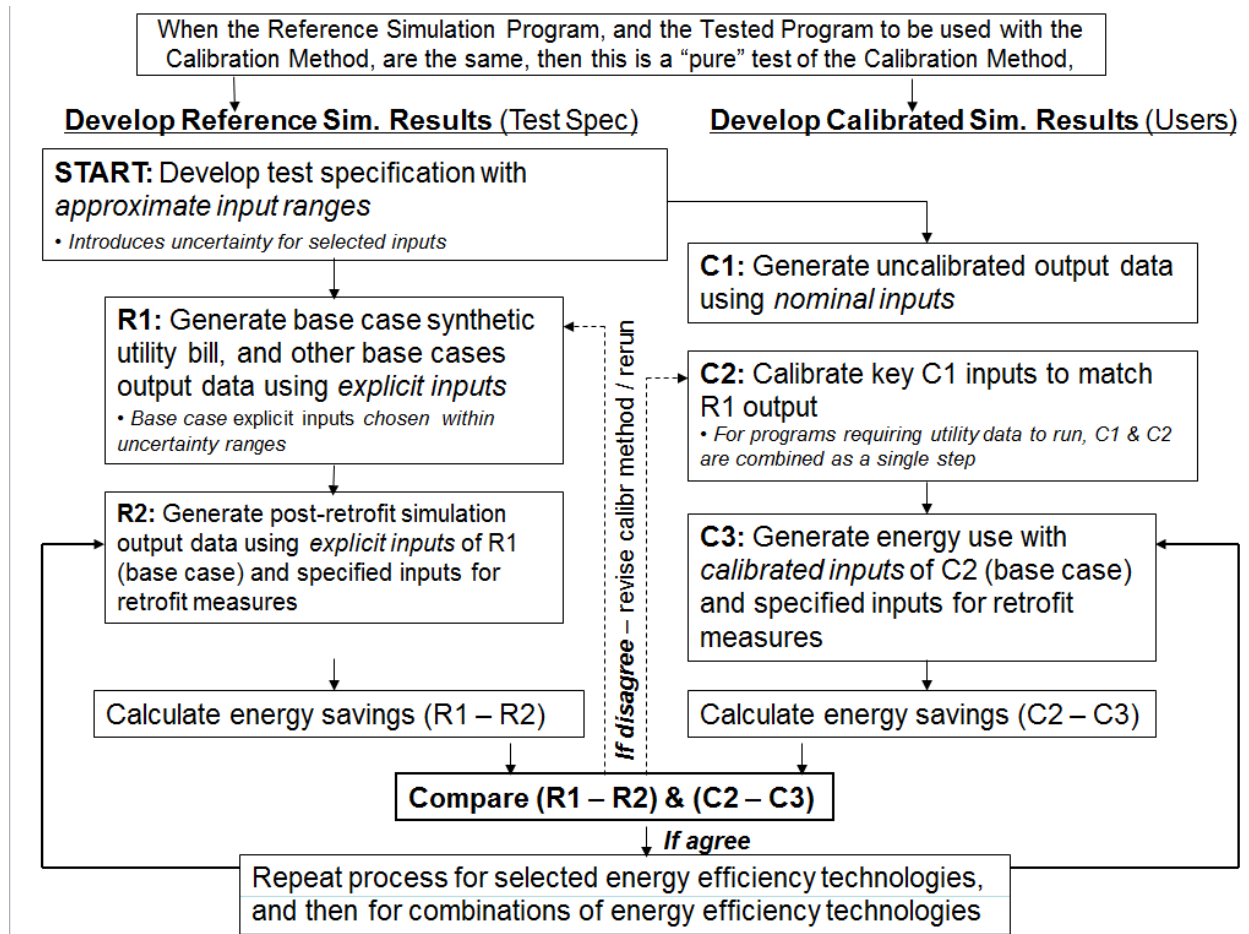 When the Reference Simulation Program, and the Tested Program to be used with the
Calibration Method, are the same, then this is a “pure” test of the Calibration Method,
Develop Reference Sim. Results (Test Spec)
Develop Calibrated Sim. Results (Users)
START: Develop test specification with
approximate input ranges
• Introduces uncertainty for selected inputs
R1: Generate base case synthetic
utility bill, and other base cases
output data using explicit inputs
• Base case explicit inputs chosen within
uncertainty ranges
R2: Generate post-retrofit simulation
output data using explicit inputs of R1
(base case) and specified inputs for
retrofit measures
Calculate energy savings (R1 – R2)
If disagree – revise calibr method / rerun
C1: Generate uncalibrated output data
using nominal inputs
C2: Calibrate key C1 inputs to match
R1 output
• For programs requiring utility data to run, C1 & C2
are combined as a single step
C3: Generate energy use with
calibrated inputs of C2 (base case)
and specified inputs for retrofit
measures
Calculate energy savings (C2 – C3)
Compare (R1 – R2) & (C2 – C3)
If agree
Repeat process for selected energy efficiency technologies,
and then for combinations of energy efficiency technologies